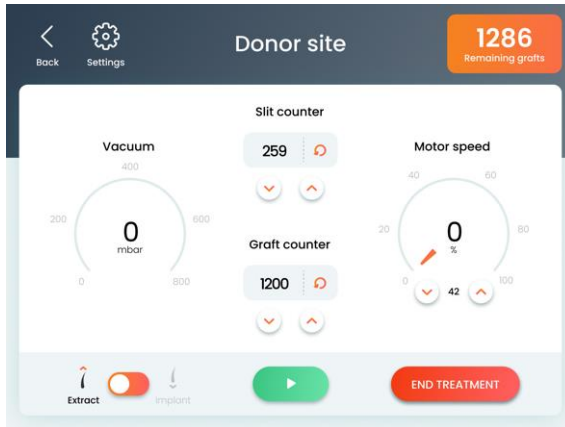 Donor site
1286
Remaining grafts
Back
Settings
Slit counter
259
Vacuum
400
200
600
0
mbar
0
800
Graft counter
1200
Motor speed
40
60
20
80
0
%
0
100
42
Extract
Implant
END TREATMENT